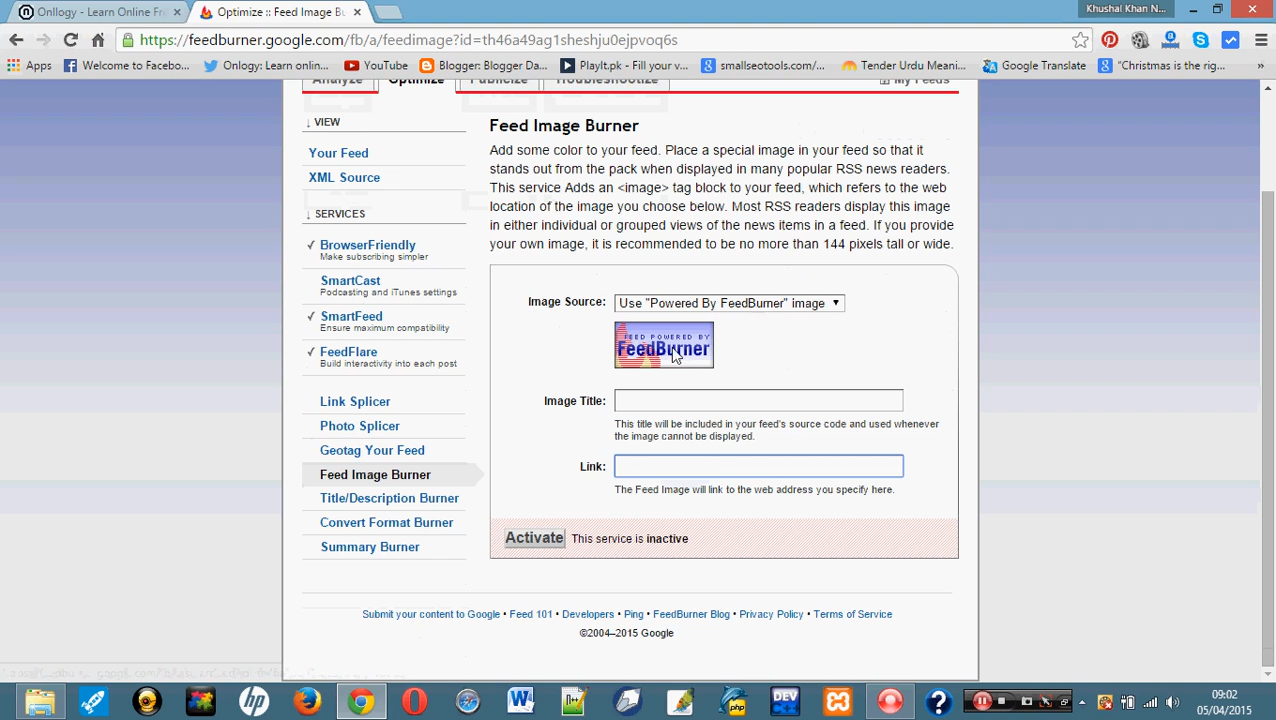 Onllogy - Learn Online Fr
Optimize :: Feed Image Bu
Khushal Khan N...
https://feedburner.google.com/fb/a/feedimage?id=th46a49ag1sheshju0ejpvoq6s
Apps
Welcome to Facebo...
Onlogy: Learn onlin...
YouTube
Blogger: Blogger Da...
PlayIt.pk - Fill your v...
smallseotools.com/...
Tender Urdu Meani...
Google Translate
"Christmas is the rig...
Analyze
Optimize
Publicize
Troubleshootize
My Feeds
↓ VIEW
Your Feed
XML Source
↓ SERVICES
✓ BrowserFriendly
Make subscribing simpler
SmartCast
Podcasting and iTunes settings
✓ SmartFeed
Ensure maximum compatibility
✓ FeedFlare
Build interactivity into each post
Link Splicer
Photo Splicer
Geotag Your Feed
Feed Image Burner
Title/Description Burner
Convert Format Burner
Summary Burner
Feed Image Burner
Add some color to your feed. Place a special image in your feed so that it
stands out from the pack when displayed in many popular RSS news readers.
This service Adds an <image> tag block to your feed, which refers to the web
location of the image you choose below. Most RSS readers display this image
in either individual or grouped views of the news items in a feed. If you provide
your own image, it is recommended to be no more than 144 pixels tall or wide.
Image Source:
Use "Powered By FeedBurner" image
FEED POWERED BY
FeedBurner
Image Title:
This title will be included in your feed's source code and used whenever
the image cannot be displayed.
Link:
The Feed Image will link to the web address you specify here.
Activate
This service is inactive
Submit your content to Google • Feed 101 • Developers • Ping • FeedBurner Blog • Privacy Policy • Terms of Service
©2004–2015 Google
09:02
05/04/2015